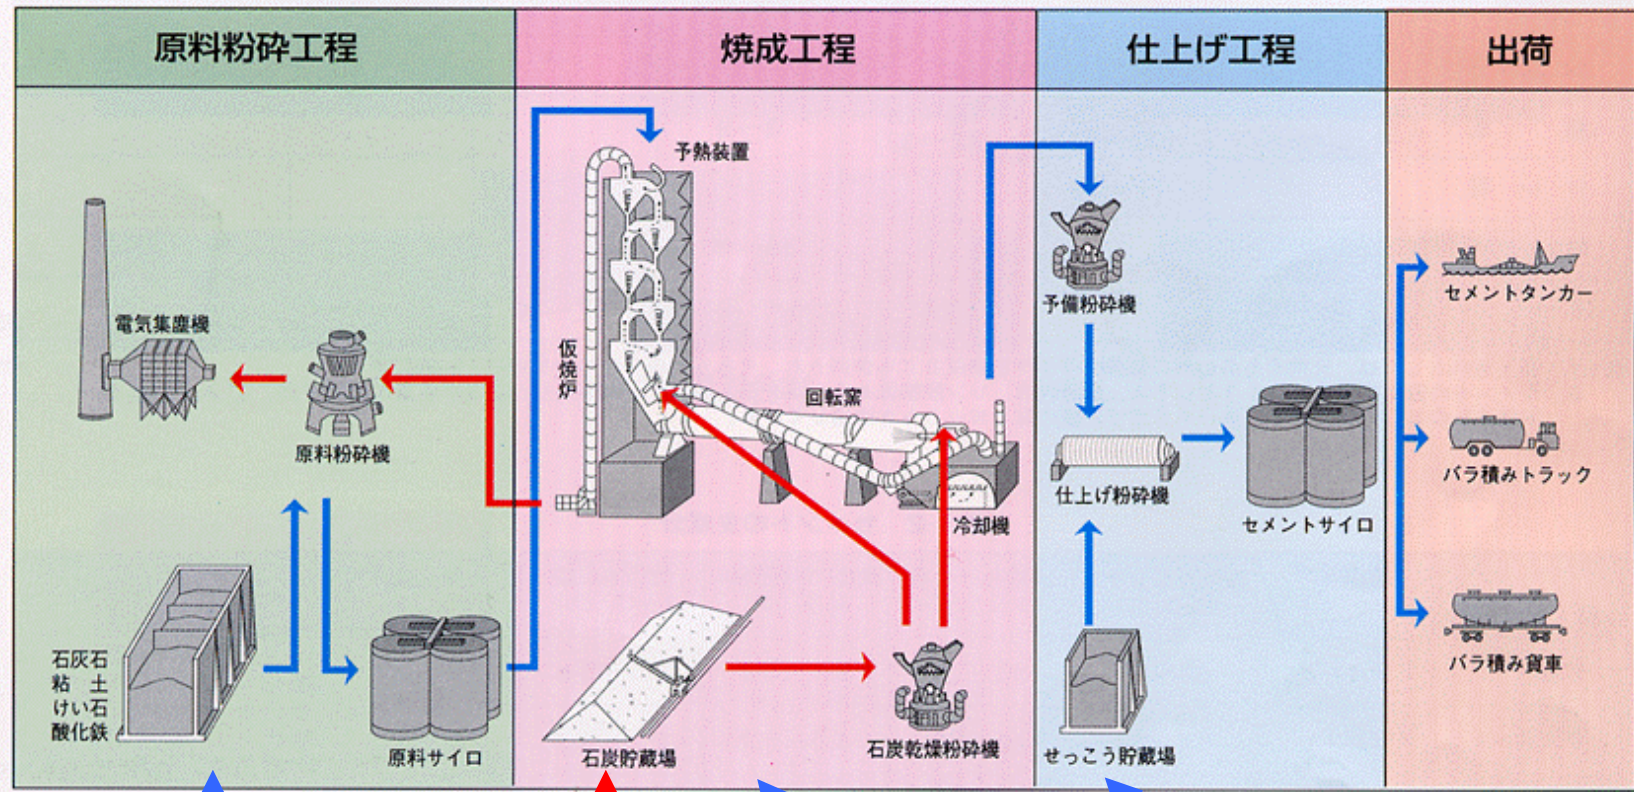 原料粉砕工程
焼成工程
仕上げ工程
出荷
予熱装置
電気集塵機
原料粉砕機
仮焼炉
回転窯
冷却機
予備粉砕機
仕上げ粉砕機
セメントサイロ
セメントタンカー
バラ積みトラック
バラ積み貨車
石灰石
粘 土
けい石
酸化鉄
原料サイロ
石炭貯蔵場
石炭乾燥粉砕機
せっこう貯蔵場